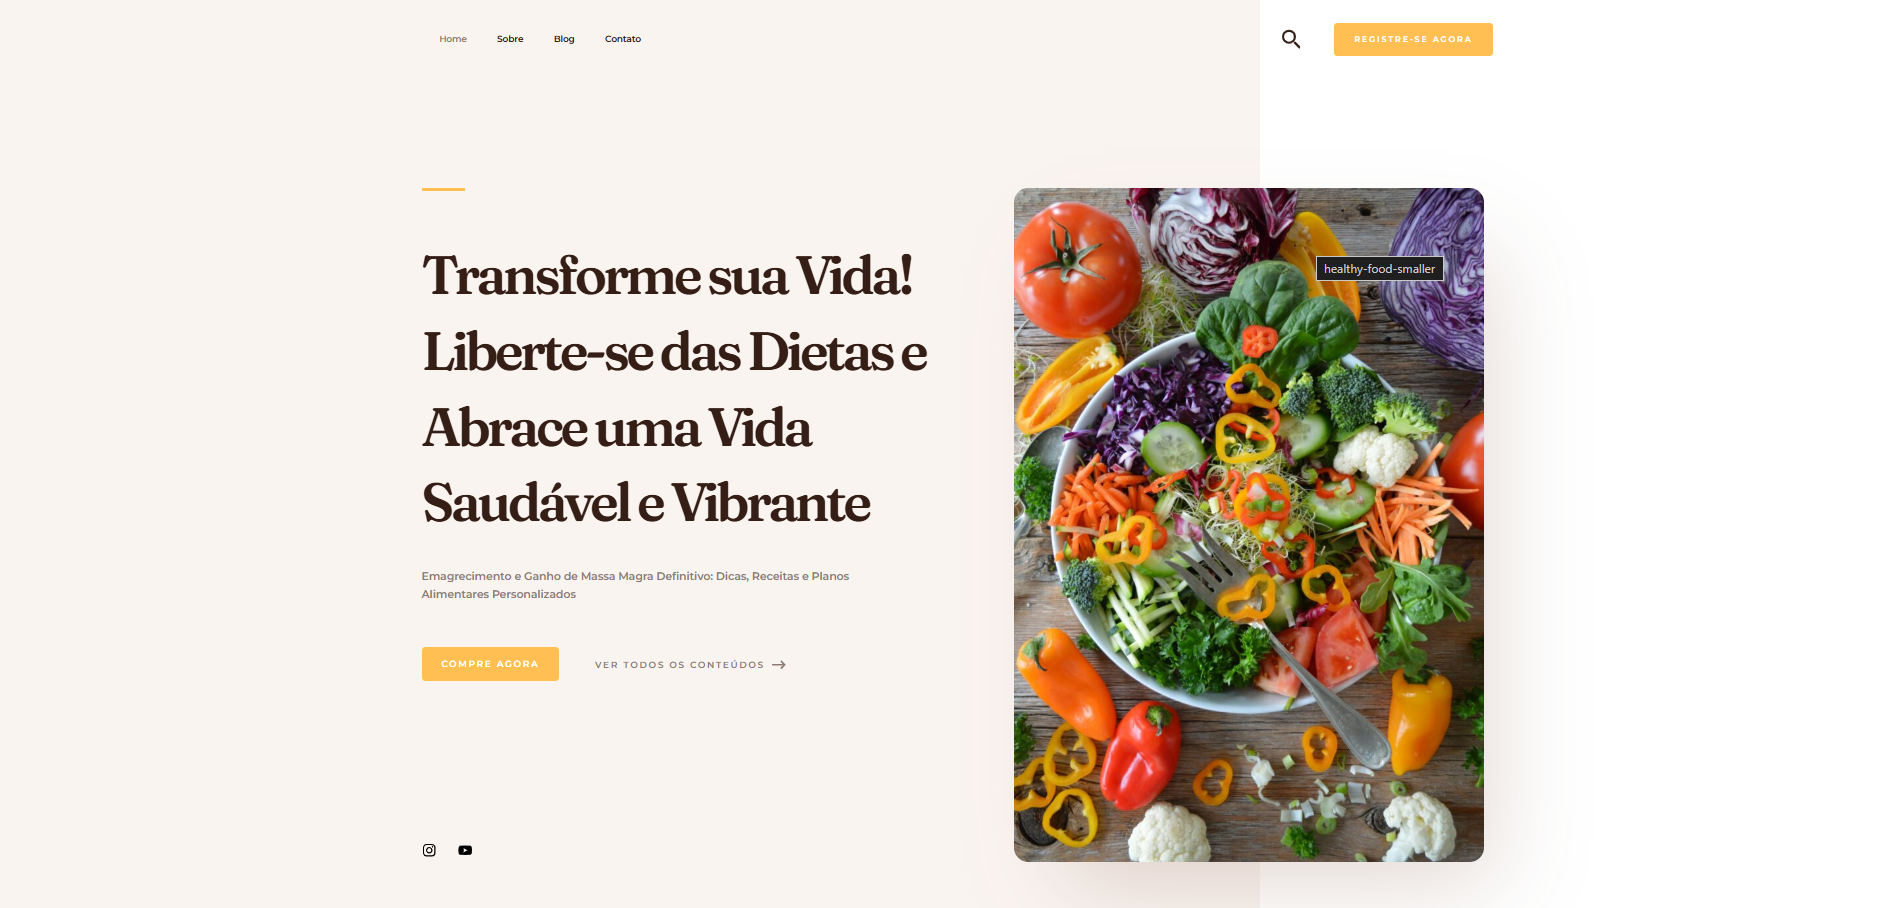 Home
Sobre
Blog
Contato
REGISTRE-SE AGORA
healthy-food-smaller
Transforme sua Vida!
Liberte-se das Dietas e
Abrace uma Vida
Saudável e Vibrante
Emagrecimento e Ganho de Massa Magra Definitivo: Dicas, Receitas e Planos
Alimentares Personalizados
COMPRE AGORA
VER TODOS OS CONTEÚDOS